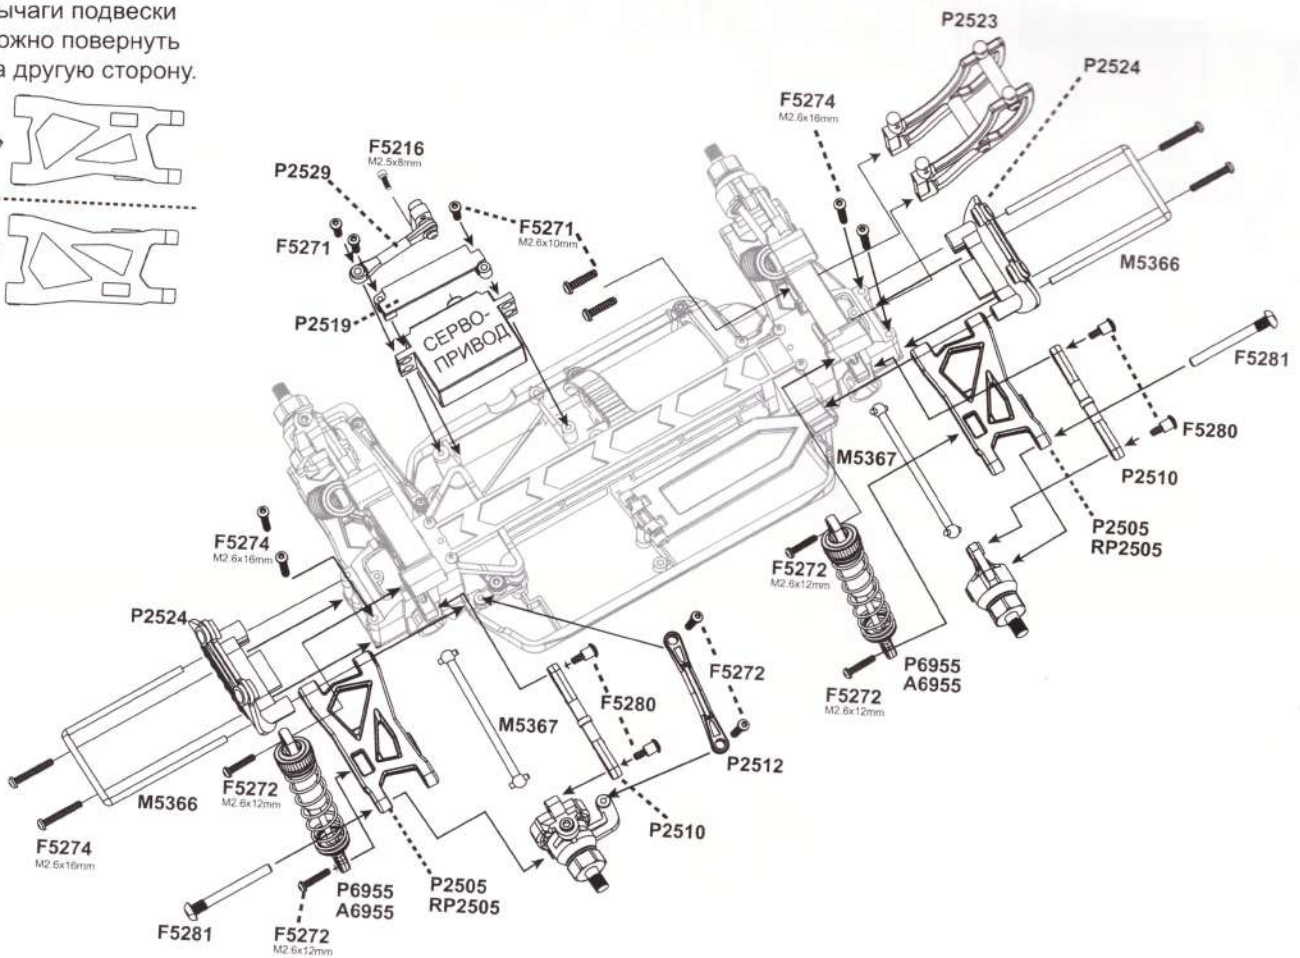 ычаги подвески
ожно повернуть
а другую сторону.
P2523
P2524
F5274
M2.6x16mm
F5216
M2.5x8mm
P2529
F5271
M2.6x10mm
F5271
M5366
P2519
СЕРВО-
ПРИВОД
F5281
F5280
M5367
P2510
P2505
RP2505
F5274
M2.6x16mm
F5272
M2.6x12mm
P2524
P6955
A6955
F5272
F5272
M2.6x12mm
F5280
M5367
P2512
F5272
M2.6x12mm
M5366
P2510
F5274
M2.6x16mm
P6955
A6955
P2505
RP2505
F5281
F5272
M2.6x12mm